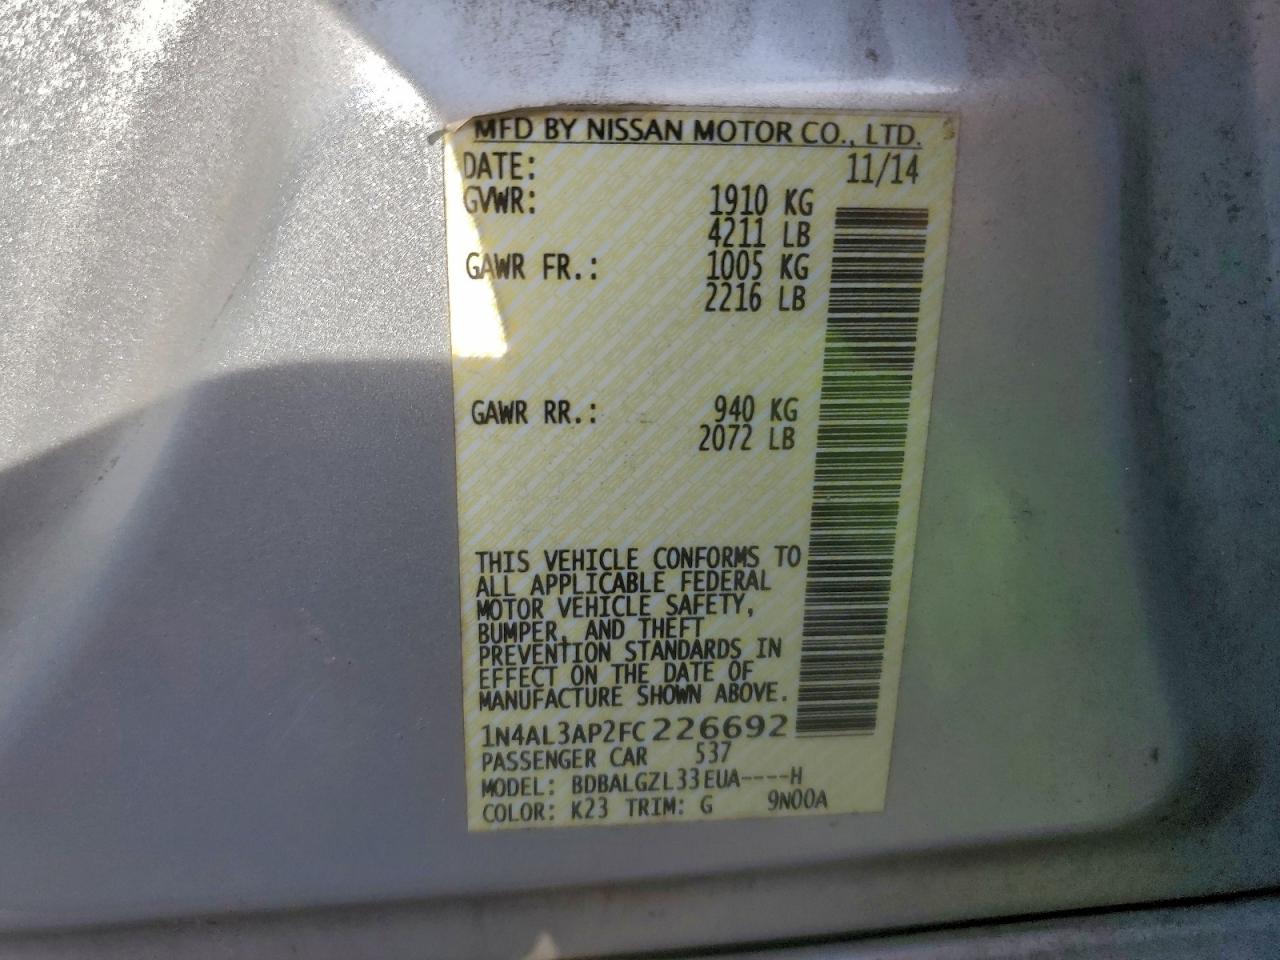 MFD BY NISSAN MOTOR CO., LTD.
DATE: 11/14
GVWR: 1910 KG
4211 LB
GAWR FR.: 1005 KG
2216 LB
GAWR RR.: 940 KG
2072 LB
THIS VEHICLE CONFORMS TO
ALL APPLICABLE FEDERAL
MOTOR VEHICLE SAFETY,
BUMPER, AND THEFT
PREVENTION STANDARDS IN
EFFECT ON THE DATE OF
MANUFACTURE SHOWN ABOVE.
1N4AL3AP2FC226692
PASSENGER CAR 537
MODEL: BDBALGZL33EUA----H
COLOR: K23 TRIM: G 9N00A